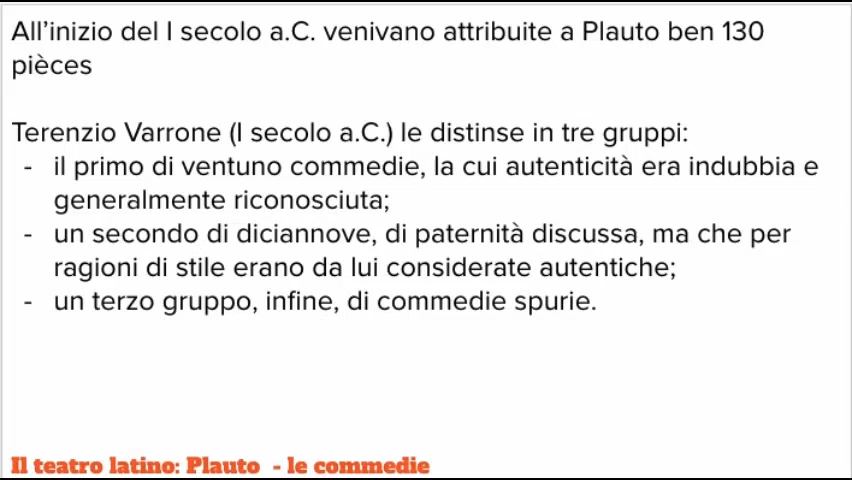 All’inizio del I secolo a.C. venivano attribuite a Plauto ben 130
pièces
Terenzio Varrone (I secolo a.C.) le distinse in tre gruppi:
- il primo di ventuno commedie, la cui autenticità era indubbia e
generalmente riconosciuta;
- un secondo di diciannove, di paternità discussa, ma che per
ragioni di stile erano da lui considerate autentiche;
- un terzo gruppo, infine, di commedie spurie.
Il teatro latino: Plauto - le commedie